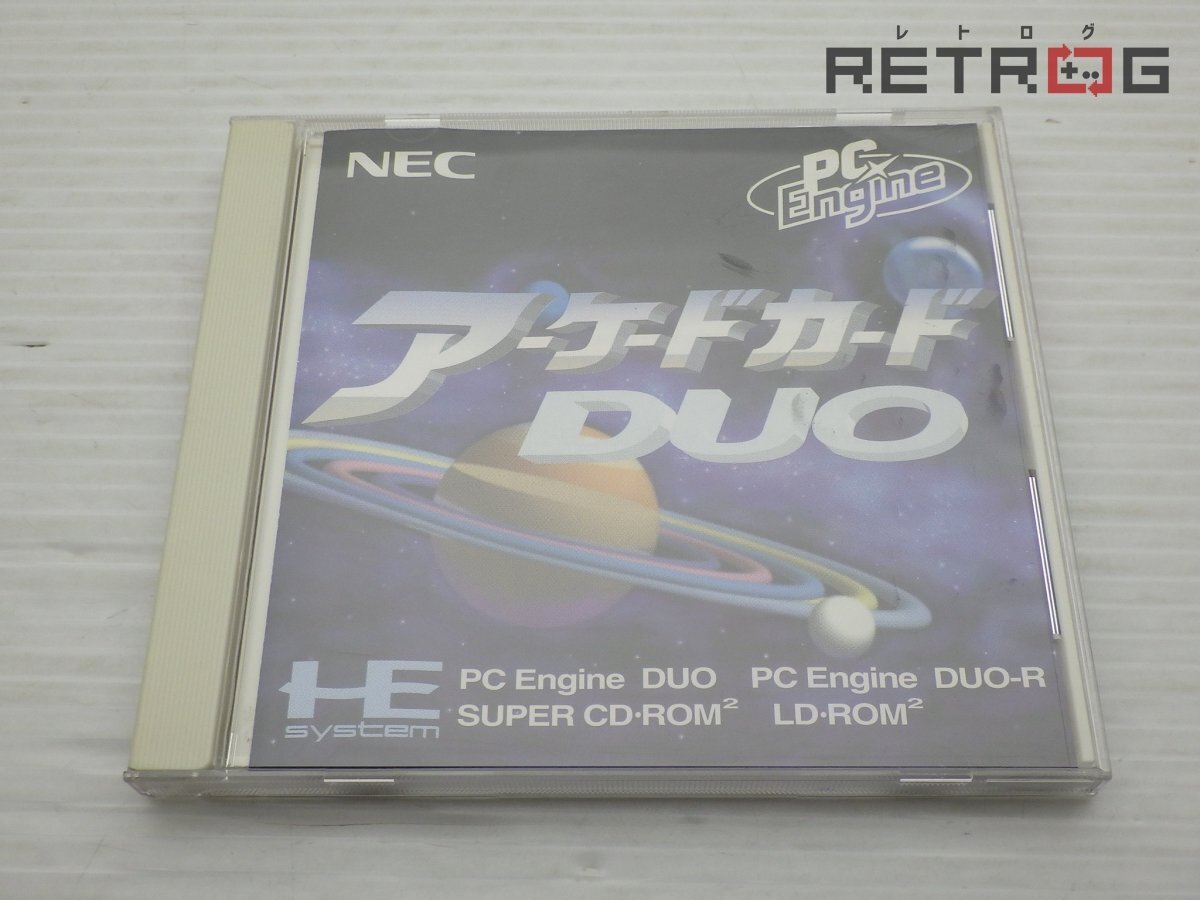 レトログ
RETROG
NEC
PC Engine
アーケードカード
DUO
HE system
PC Engine DUO PC Engine DUO-R
SUPER CD・ROM² LD・ROM²